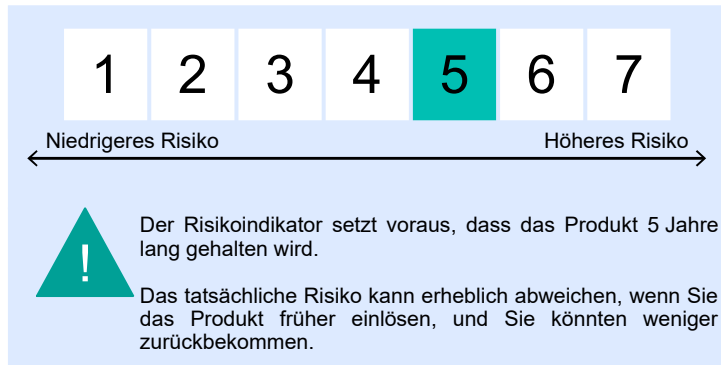 1 2 3 4 5 6 7
Niedrigeres Risiko Höheres Risiko
!
Der Risikoindikator setzt voraus, dass das Produkt 5 Jahre
lang gehalten wird.
Das tatsächliche Risiko kann erheblich abweichen, wenn Sie
das Produkt früher einlösen, und Sie könnten weniger
zurückbekommen.